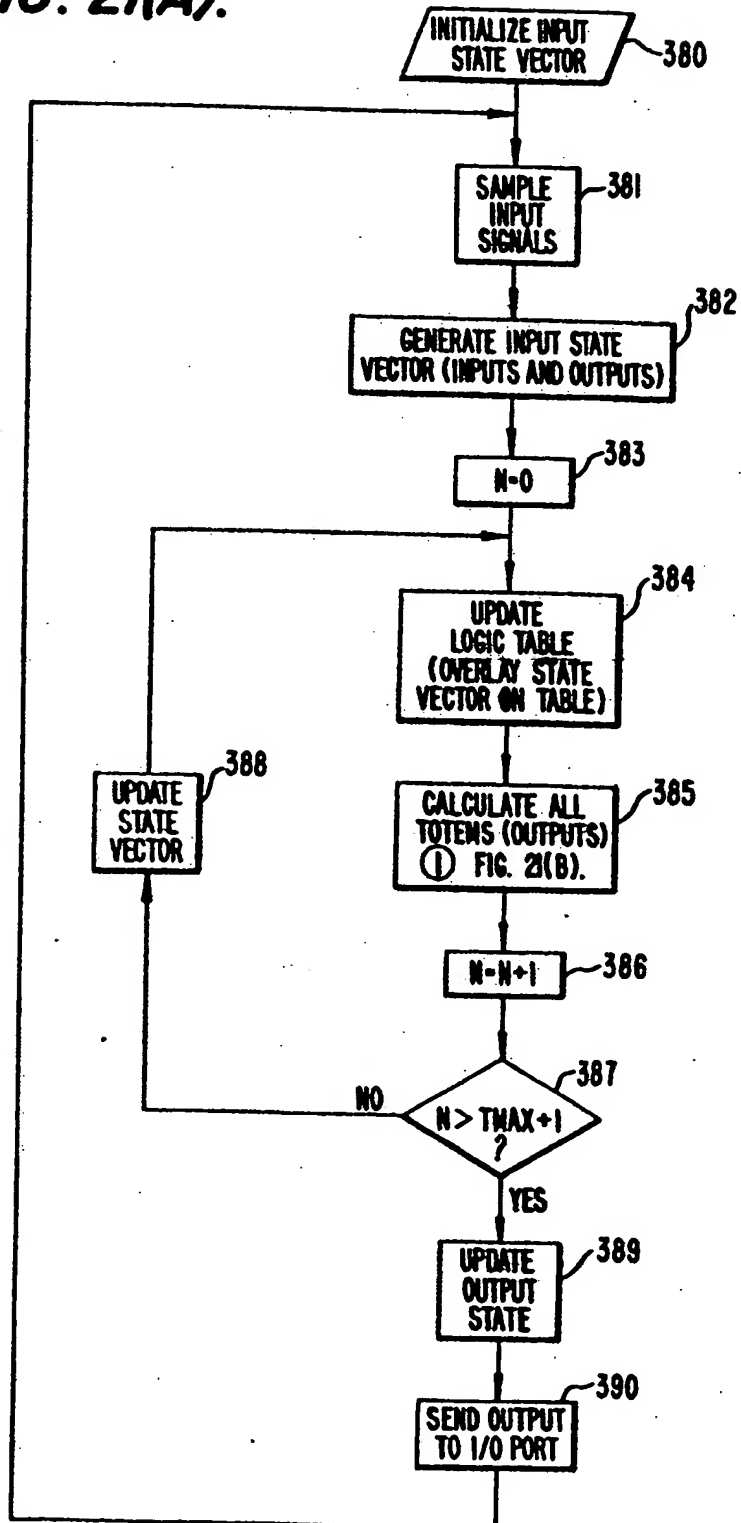 21(A).
INITIALIZE INPUT
STATE VECTOR
380
SAMPLE
INPUT
SIGNALS
381
GENERATE INPUT STATE
VECTOR (INPUTS AND OUTPUTS)
382
N=0
383
UPDATE
LOGIC TABLE
(OVERLAY STATE
VECTOR ON TABLE)
384
CALCULATE ALL
TOTEMS (OUTPUTS)
① FIG. 21(B).
385
N=N+1
386
N > TMAX+1
?
387
NO
UPDATE
STATE
VECTOR
388
YES
UPDATE
OUTPUT
STATE
389
SEND OUTPUT
TO I/O PORT
390